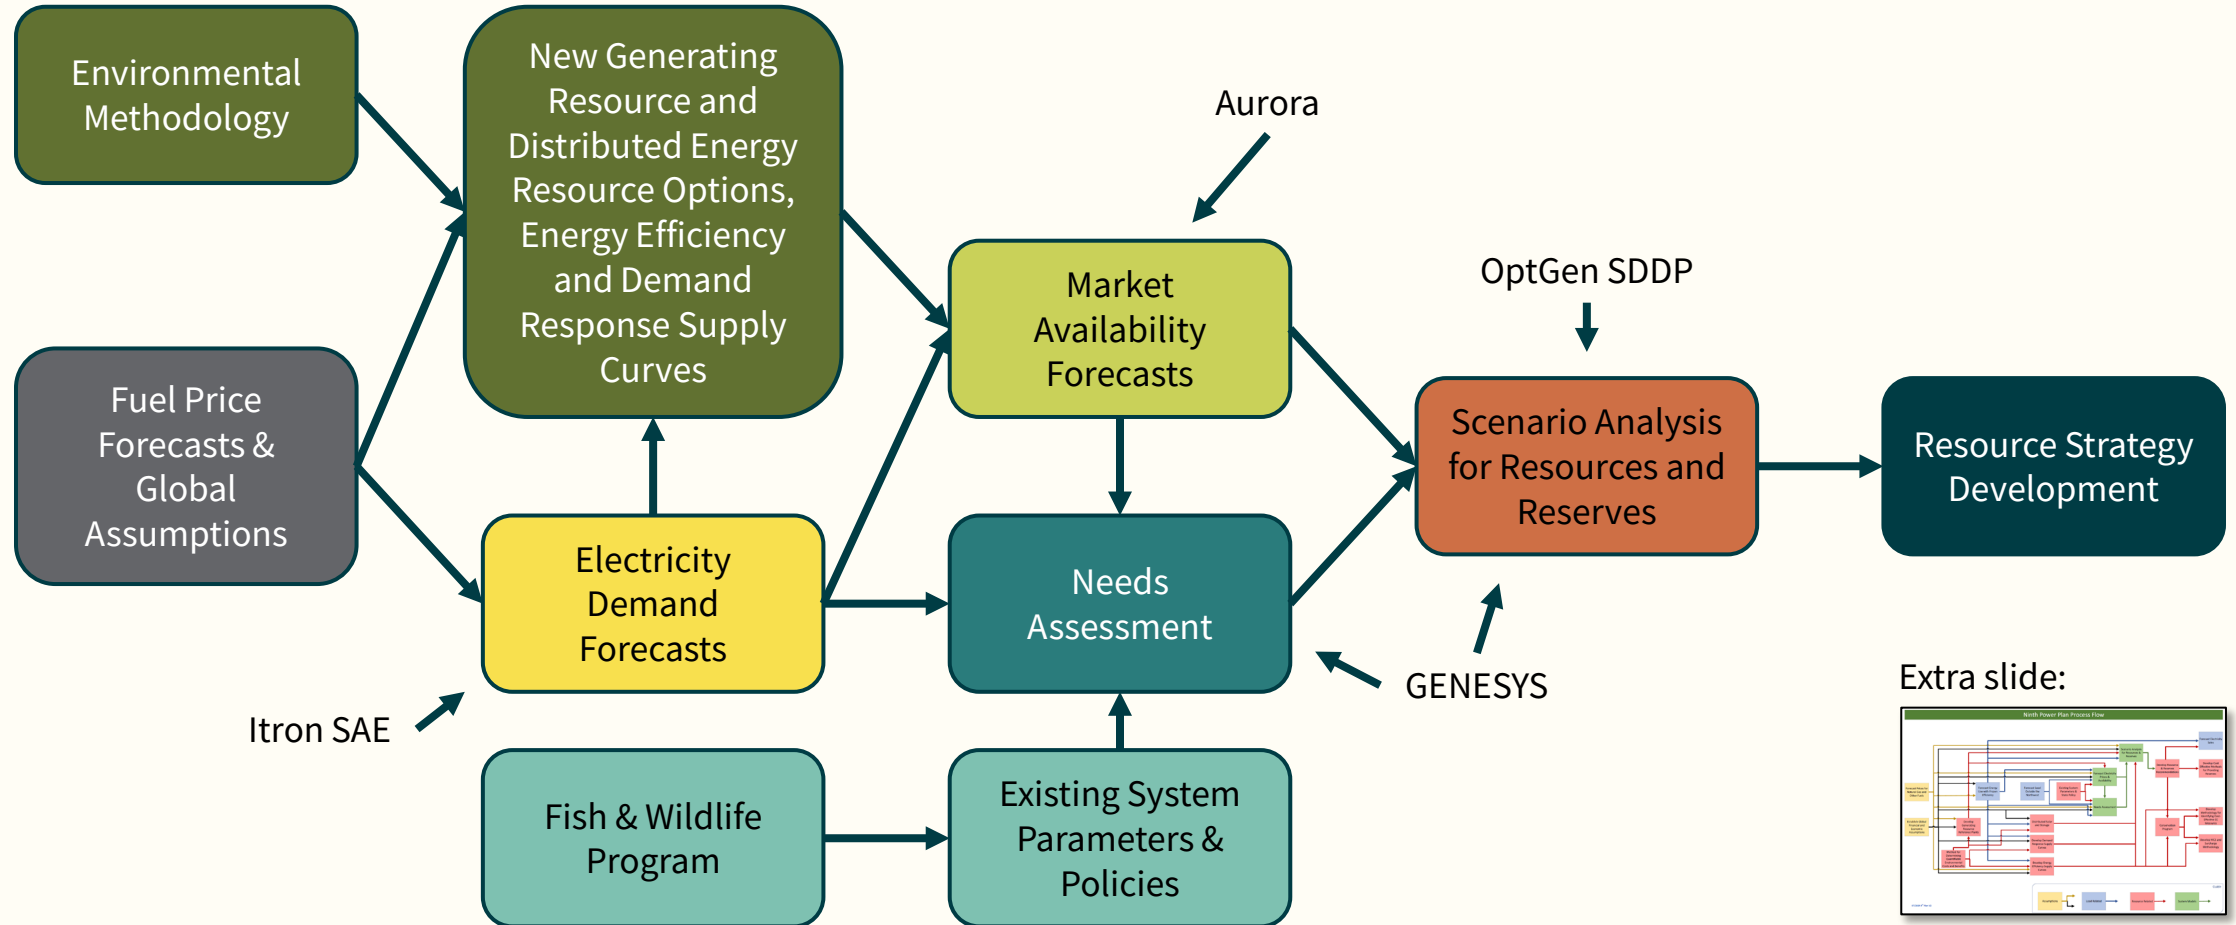 Environmental
Methodology
New Generating
Resource and
Distributed Energy
Resource Options,
Energy Efficiency
and Demand
Response Supply
Curves
Aurora
Market
Availability
Forecasts
OptGen SDDP
Fuel Price
Forecasts &
Global
Assumptions
Scenario Analysis
for Resources and
Reserves
Resource Strategy
Development
Electricity
Demand
Forecasts
Needs
Assessment
GENESYS
Itron SAE
Fish & Wildlife
Program
Existing System
Parameters &
Policies
Extra slide:
Ninth Power Plan Process Flow